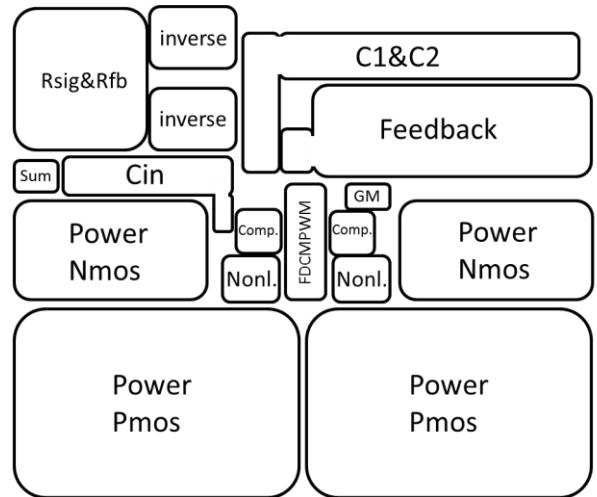 inverse
C1&C2
Rsig&Rfb
inverse
Feedback
Sum
Cin
GM
Power
Nmos
Comp.
FDCMPWM
Comp.
Power
Nmos
Nonl.
Nonl.
Power
Pmos
Power
Pmos